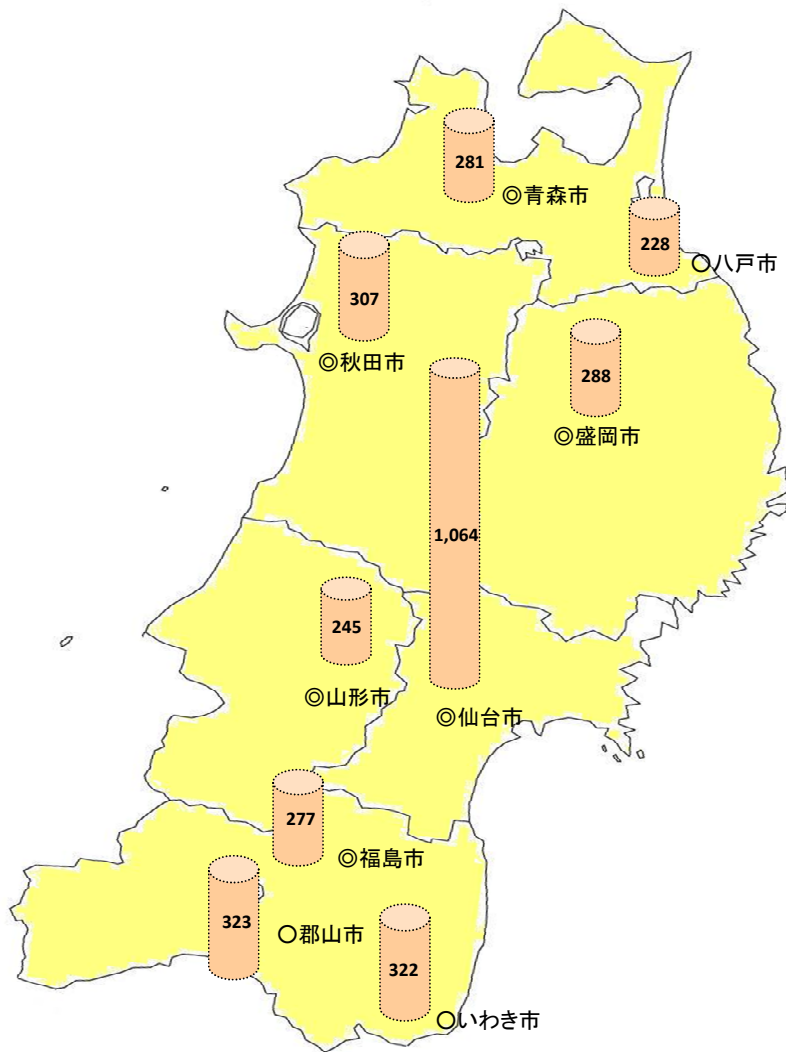 281
◎青森市
228
○八戸市
307
◎秋田市
288
◎盛岡市
1,064
245
◎山形市
◎仙台市
277
◎福島市
323
○郡山市
322
○いわき市